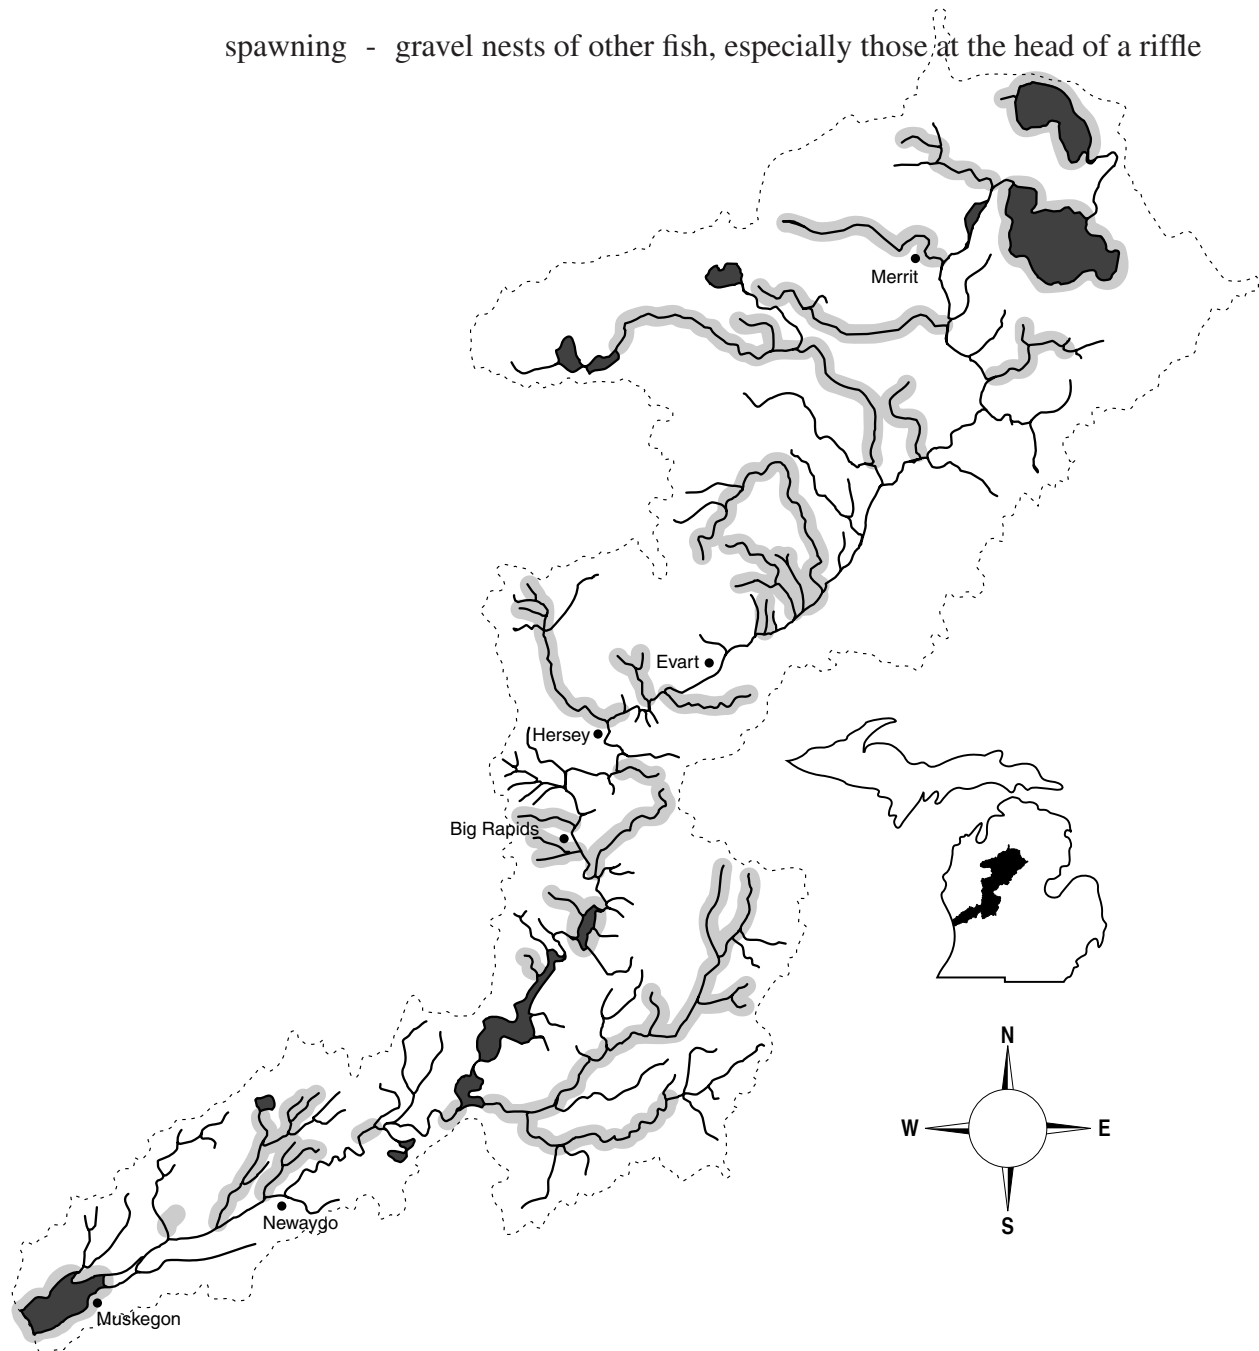 spawning - gravel nests of other fish, especially those at the head of a riffle
Merrit
Evart
Hersey
Big Rapids
N
W
E
S
Newaygo
Muskegon